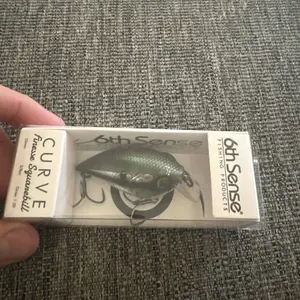 CURVE
Finesse Squarebill
6th Sense
6th Sense
FISHING PRODUCTS